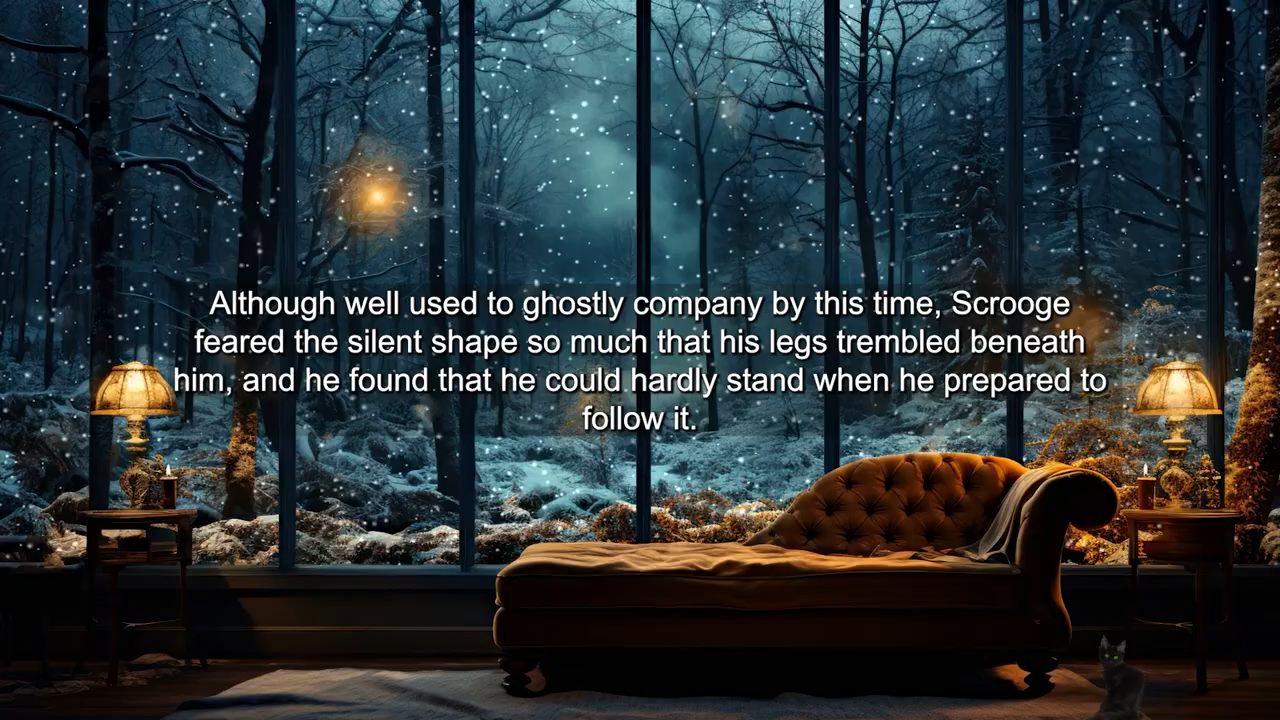 Although well used to ghostly company by this time, Scrooge
feared the silent shape so much that his legs trembled beneath
him, and he found that he could hardly stand when he prepared to
follow it.